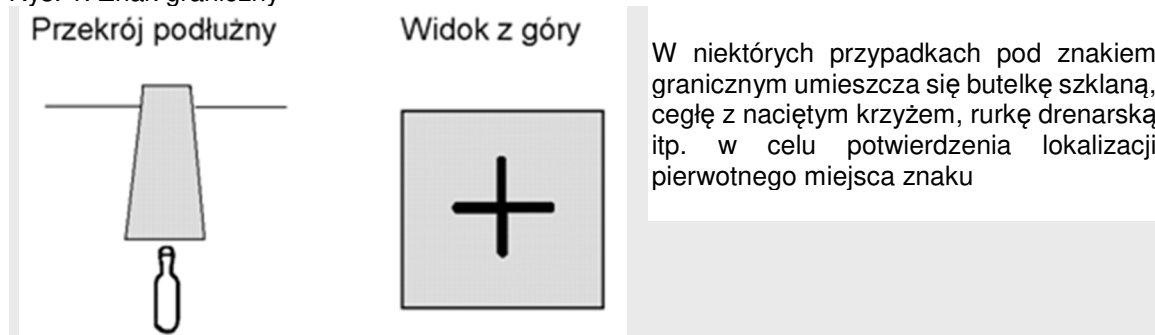 Przekrój podłużny
Widok z góry
W niektórych przypadkach pod znakiem
granicznym umieszcza się butelkę szklaną,
cegłę z naciętym krzyżem, rurkę drenarską
itp. w celu potwierdzenia lokalizacji
pierwotnego miejsca znaku